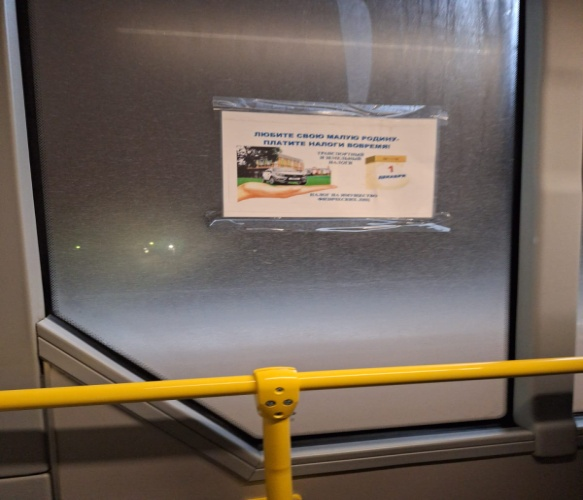 ЛЮБИТЕ СВОЮ МАЛУЮ РОДИНУ-
ПЛАТИТЕ НАЛОГИ ВОВРЕМЯ!
ТРАНСПОРТНЫЙ
И ЗЕМЕЛЬНЫЙ
НАЛОГИ
1
ДЕКАБРЯ
НАЛОГ НА ИМУЩЕСТВО
ФИЗИЧЕСКИХ ЛИЦ